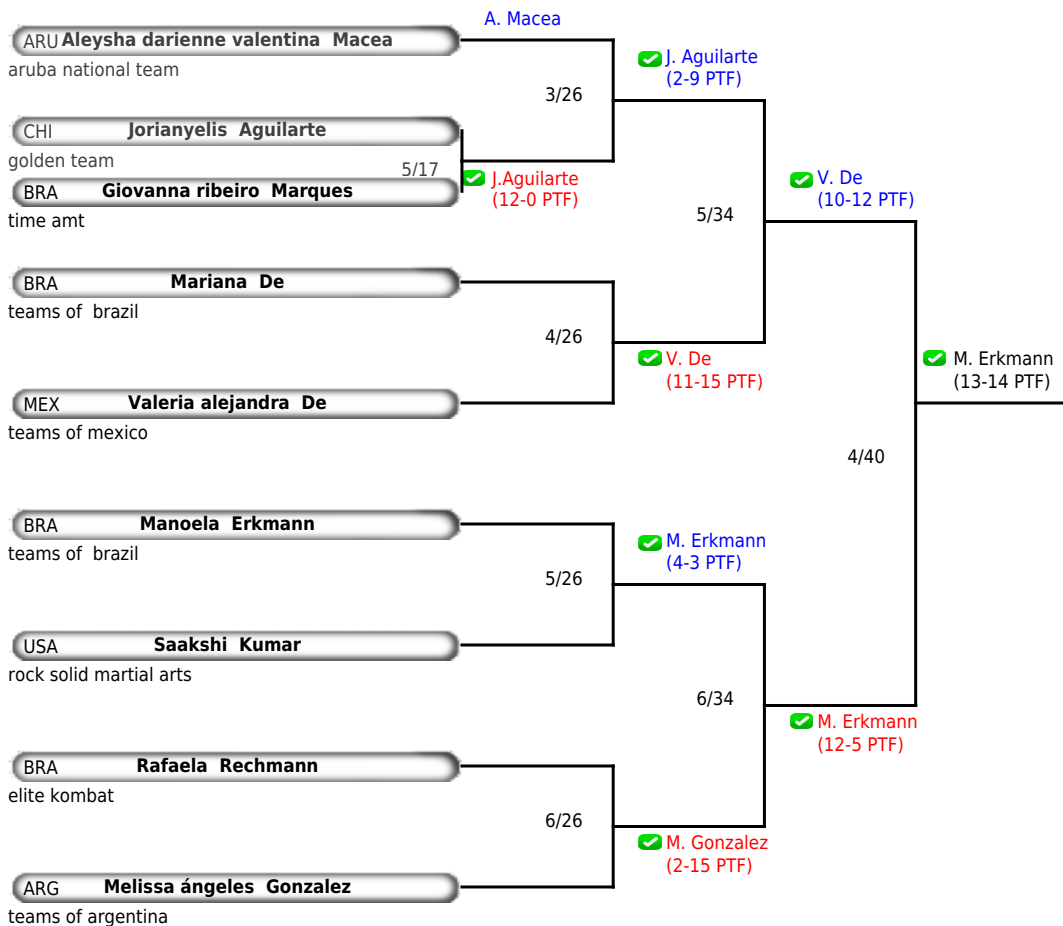 A. Macea
ARU Aleysha darienne valentina  Macea
aruba national team
J. Aguilarte
(2-9 PTF)
3/26
CHI Jorianyelis  Aguilarte
golden team
5/17
J.Aguilarte
(12-0 PTF)
BRA Giovanna ribeiro  Marques
time amt
V. De
(10-12 PTF)
5/34
BRA Mariana  De
teams of  brazil
4/26
V. De
(11-15 PTF)
MEX Valeria alejandra  De
teams of mexico
M. Erkmann
(13-14 PTF)
4/40
BRA Manoela  Erkmann
teams of  brazil
M. Erkmann
(4-3 PTF)
5/26
USA Saakshi  Kumar
rock solid martial arts
6/34
M. Erkmann
(12-5 PTF)
BRA Rafaela  Rechmann
elite kombat
6/26
M. Gonzalez
(2-15 PTF)
ARG Melissa ángeles  Gonzalez
teams of argentina